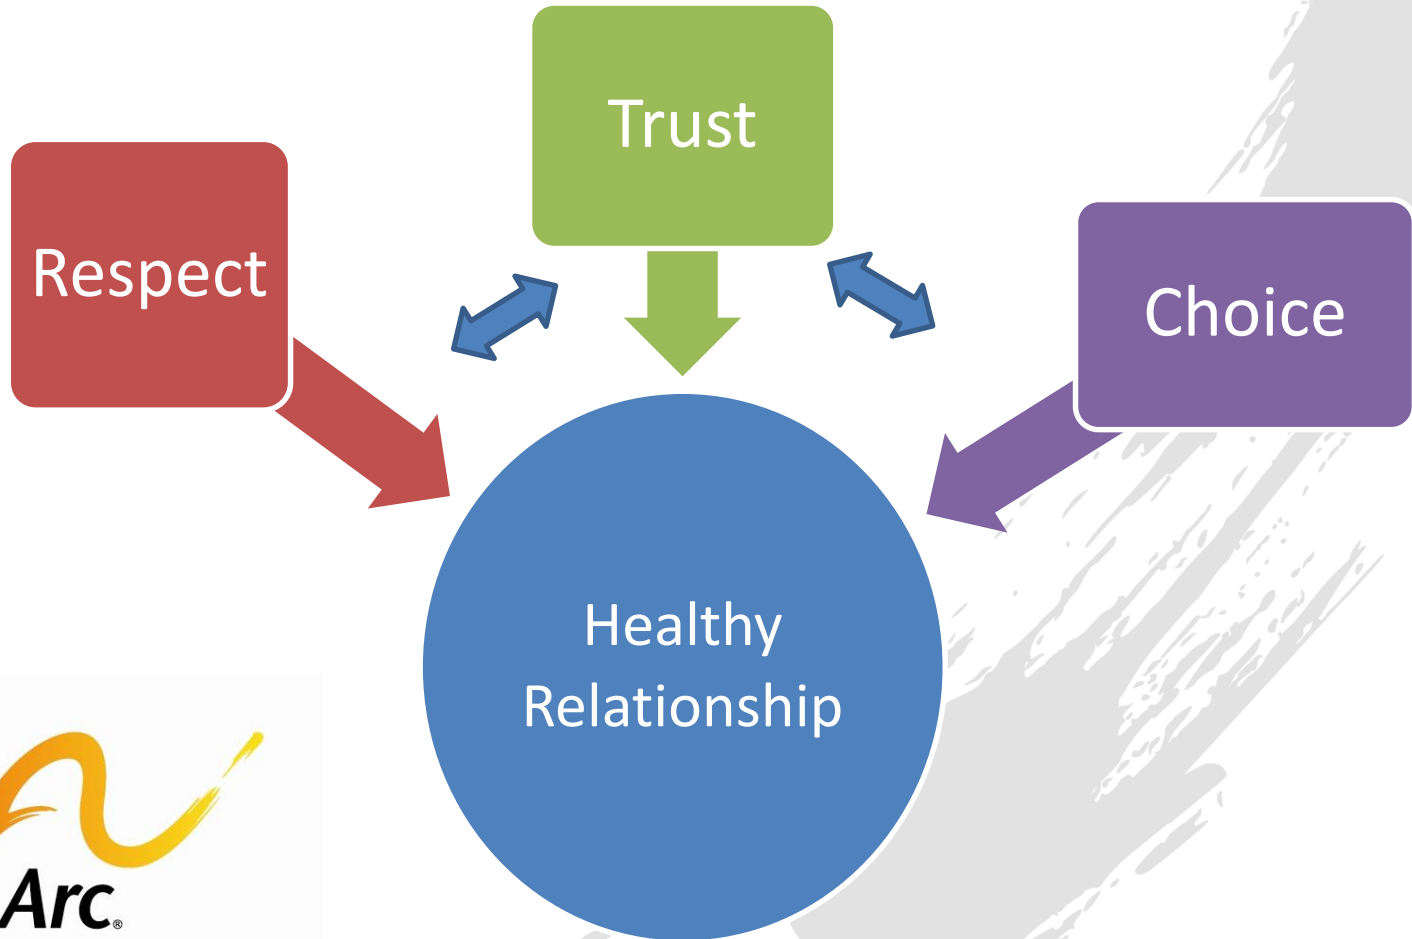 Trust
Respect
Choice
Healthy
Relationship
Arc®